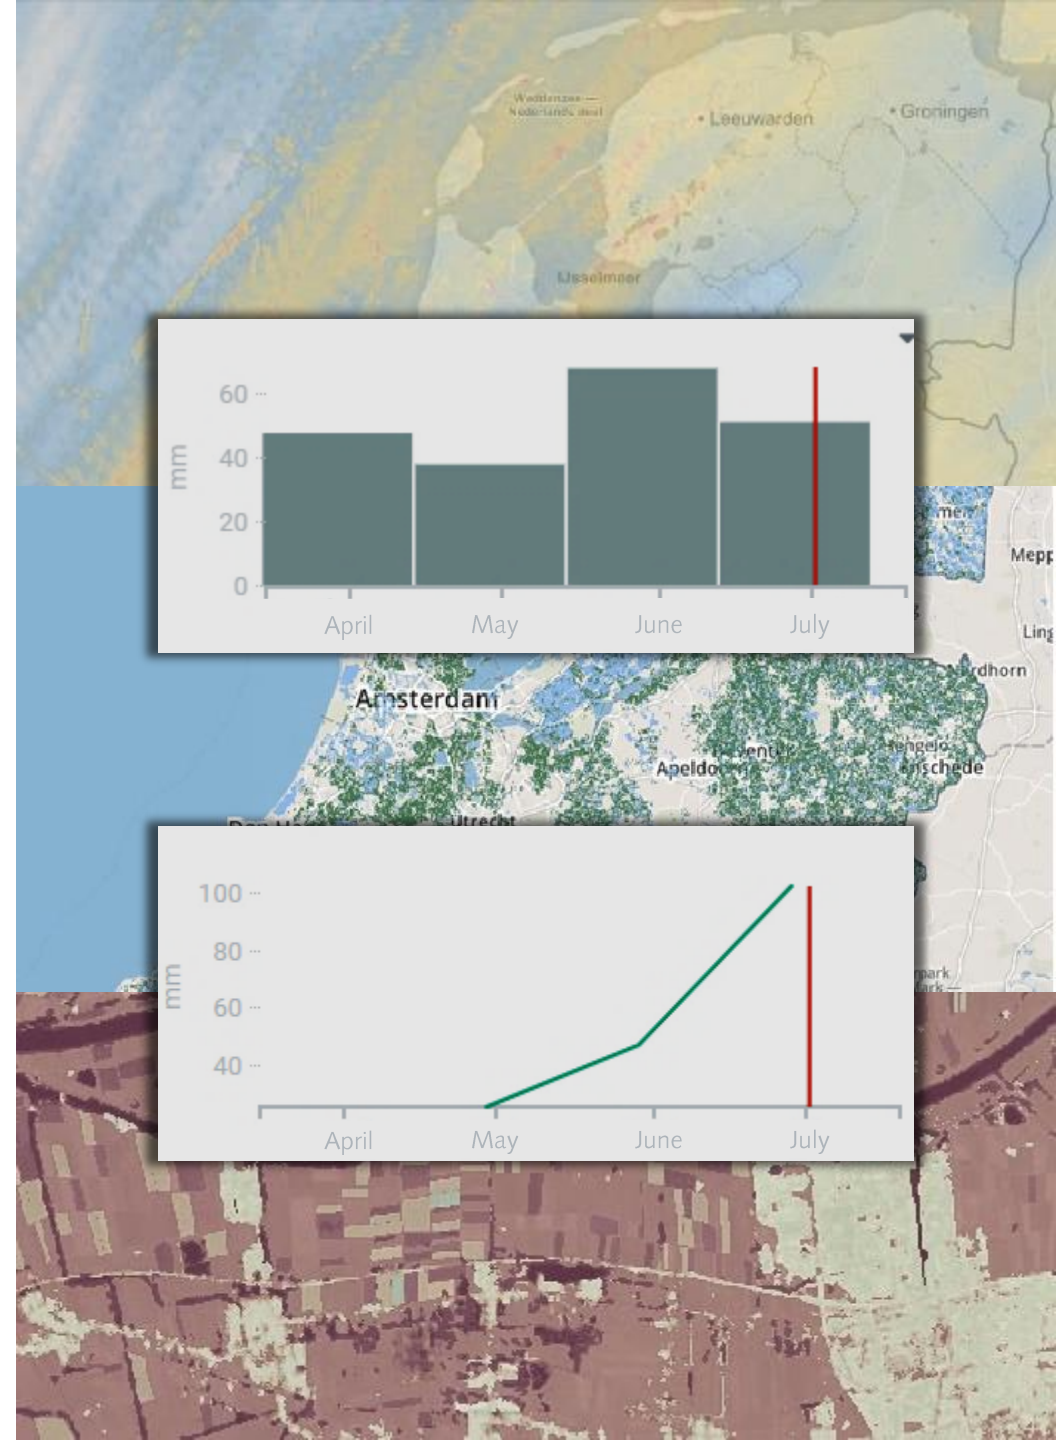 Waddenzee —
Nederlands deel
• Leeuwarden
• Groningen
IJsselmeer
60
40
20
0
mm
April May June July
Mepp
Ling
Amsterdam
Apeldo
nschede
Utrecht
100
80
60
40
mm
April May June July